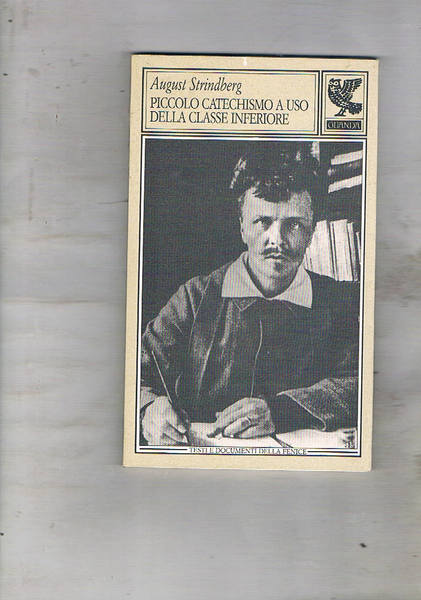 August Strindberg
PICCOLO CATECHISMO A USO
DELLA CLASSE INFERIORE
GUANDA
TESTI E DOCUMENTI DELLA FENICE